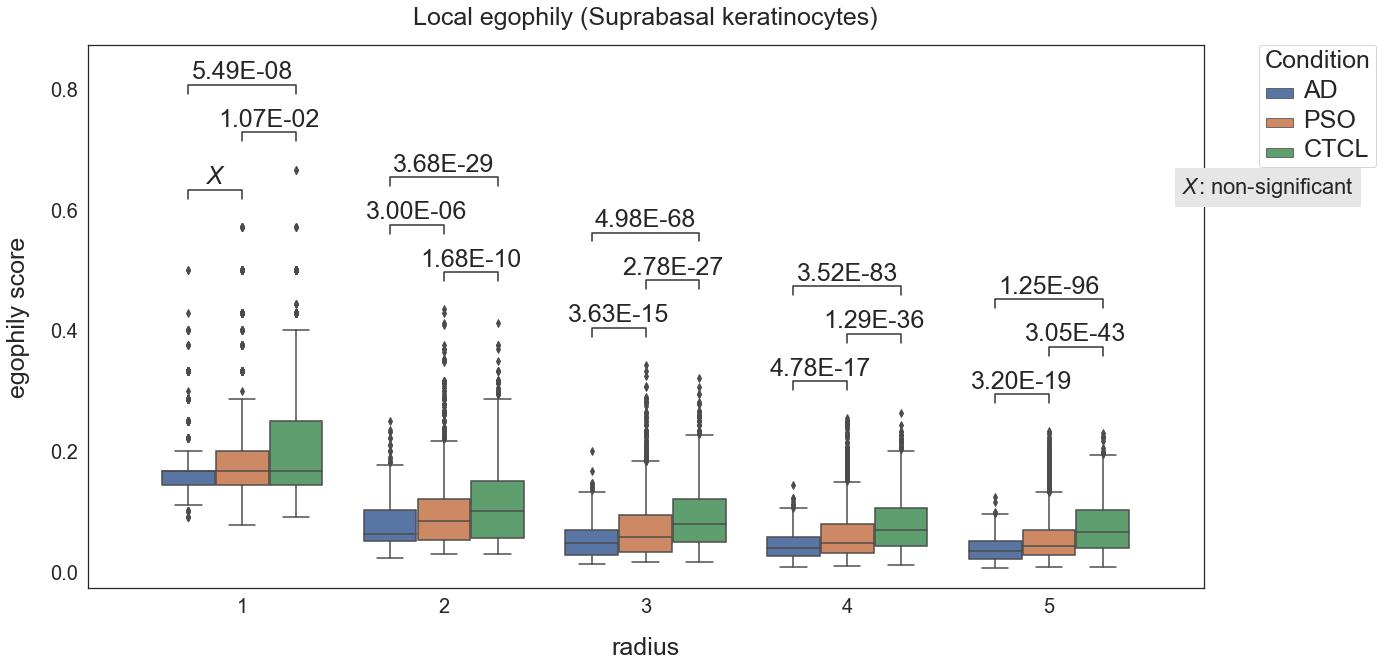 Local egophily (Suprabasal keratinocytes)
egophily score
0.8
0.6
0.4
0.2
0.0
5.49E-08
1.07E-02
X
3.68E-29
3.00E-06
1.68E-10
4.98E-68
2.78E-27
3.63E-15
3.52E-83
1.29E-36
4.78E-17
1.25E-96
3.05E-43
3.20E-19
1 2 3 4 5
radius
Condition
AD
PSO
CTCL
X: non-significant